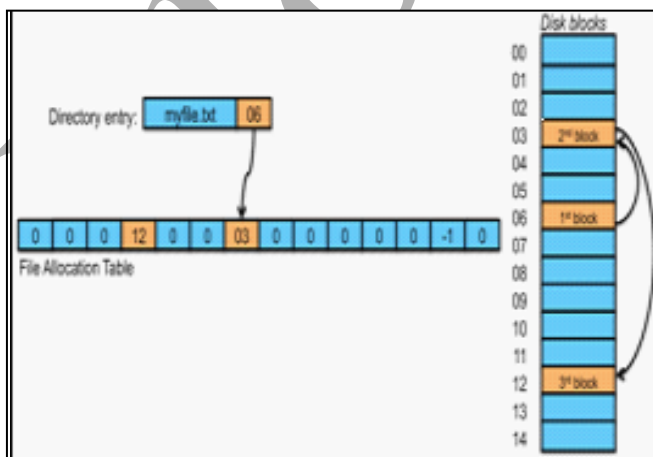 Disk blocks
Directory entry: myfile.txt 06
0 0 0 12 0 0 03 0 0 0 0 0 -1 0
File Allocation Table
00
01
02
03 2nd block
04
05
06 1st block
07
08
09
10
11
12 3rd block
13
14